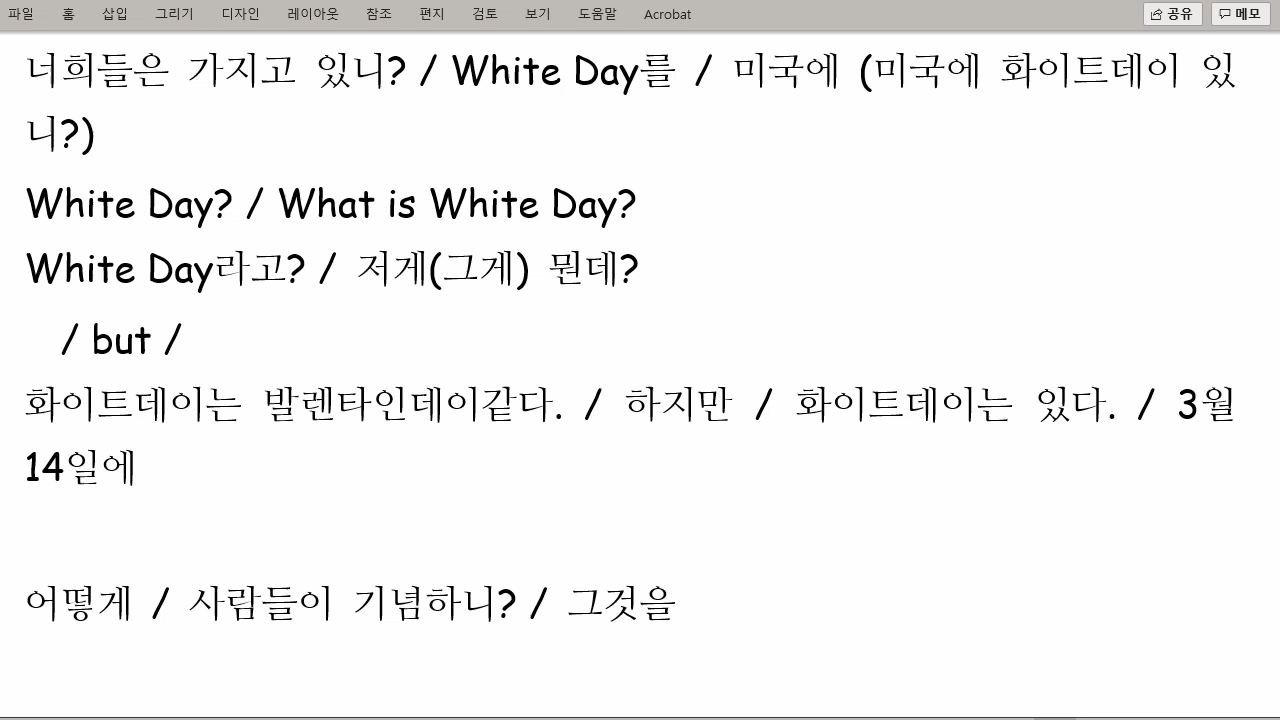 파일 홈 삽입 그리기 디자인 레이아웃 참조 편지 검토 보기 도움말 Acrobat 공유 메모
너희들은 가지고 있니? / White Day를 / 미국에 (미국에 화이트데이 있
니?)
White Day? / What is White Day?
White Day라고? / 저게(그게) 뭔데?
/ but /
화이트데이는 발렌타인데이같다. / 하지만 / 화이트데이는 있다. / 3월
14일에
어떻게 / 사람들이 기념하니? / 그것을